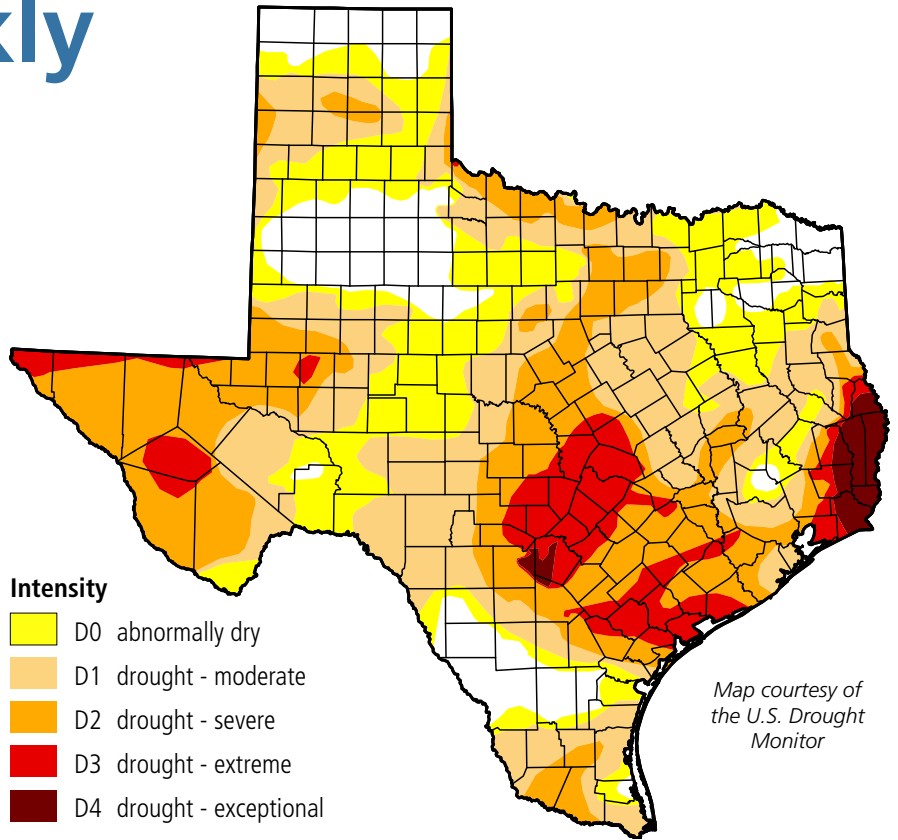 kly
Intensity
D0 abnormally dry
D1 drought - moderate
D2 drought - severe
D3 drought - extreme
D4 drought - exceptional
Map courtesy of
the U.S. Drought
Monitor